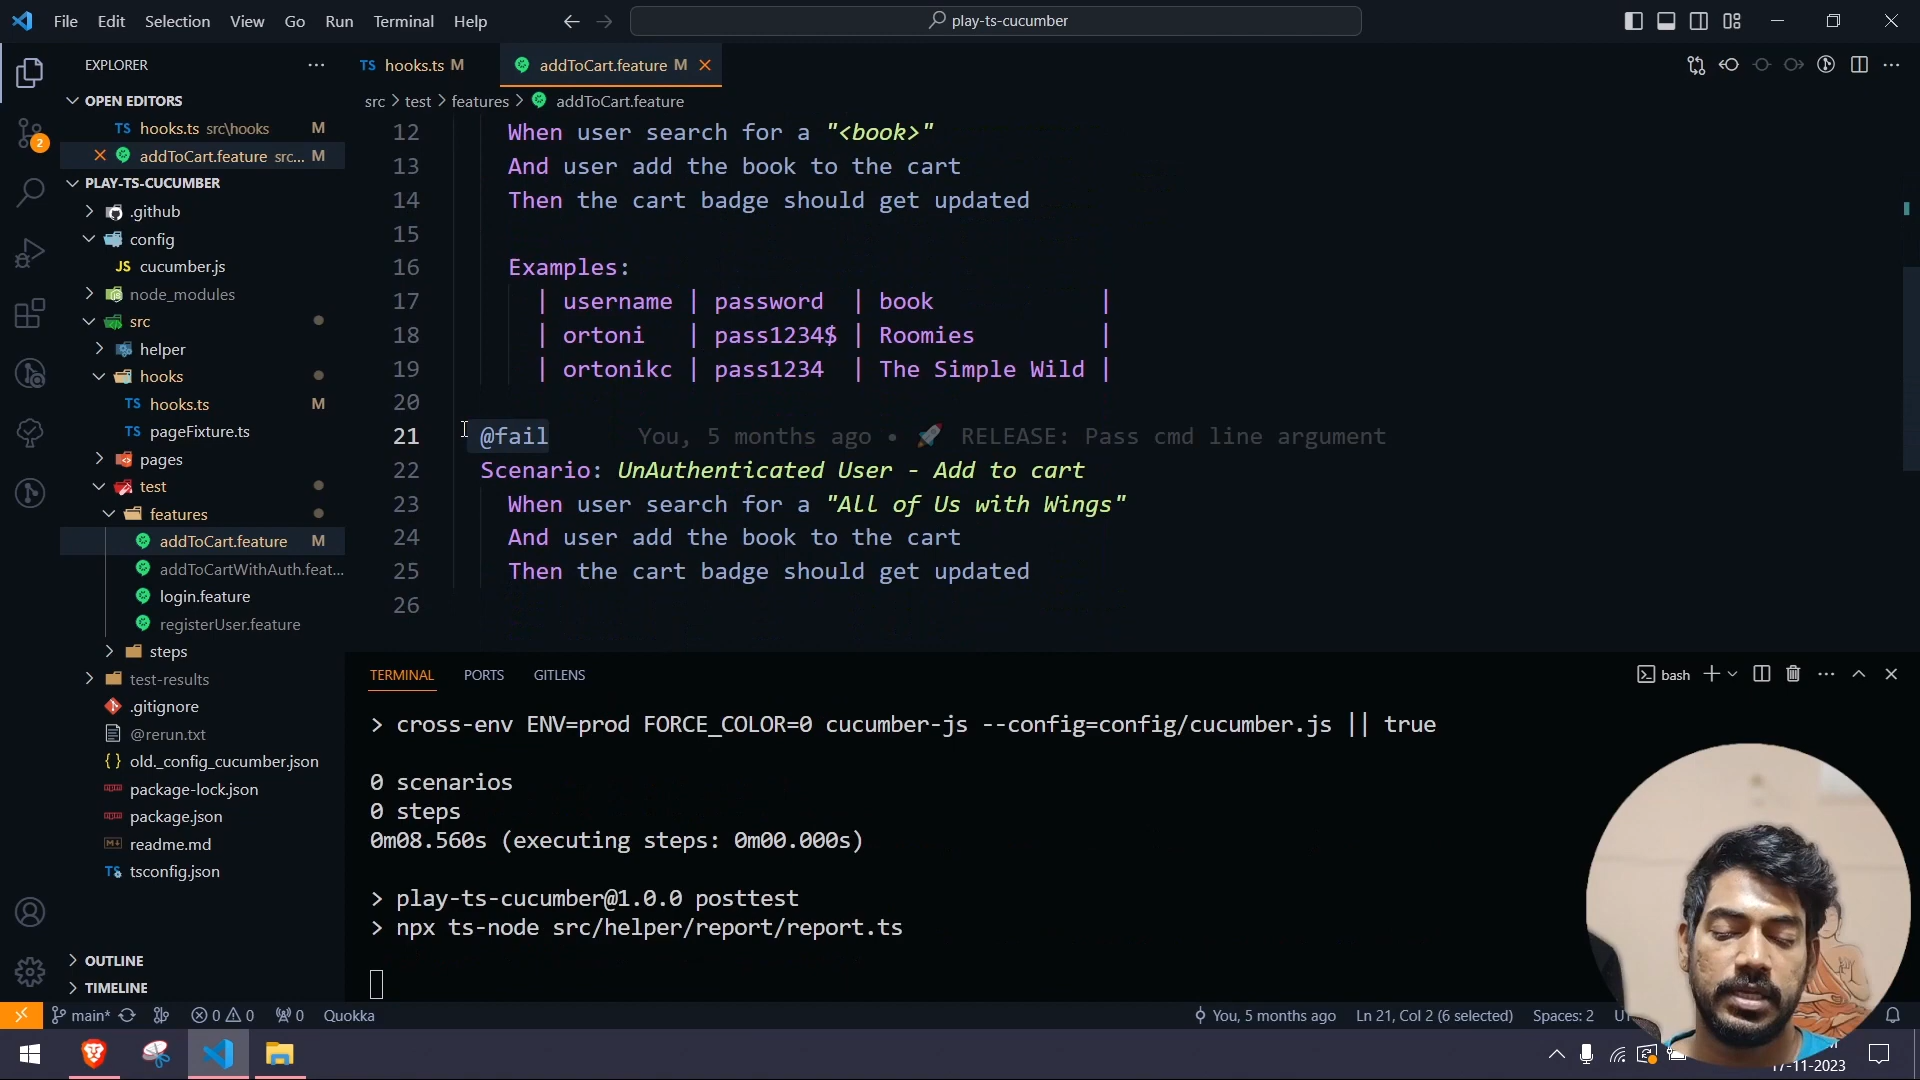 File Edit Selection View Go Run Terminal Help
play-ts-cucumber
EXPLORER
OPEN EDITORS
TS hooks.ts src\hooks M
addToCart.feature src... M
PLAY-TS-CUCUMBER
.github
config
JS cucumber.js
node_modules
src
helper
hooks
TS hooks.ts M
TS pageFixture.ts
pages
test
features
addToCart.feature M
addToCartWithAuth.feat...
login.feature
registerUser.feature
steps
test-results
.gitignore
@rerun.txt
old._config_cucumber.json
package-lock.json
package.json
readme.md
tsconfig.json
OUTLINE
TIMELINE
2
TS hooks.ts M
addToCart.feature M
src > test > features > addToCart.feature
12 When user search for a "<book>"
13 And user add the book to the cart
14 Then the cart badge should get updated
15
16 Examples:
17 | username | password | book |
18 | ortoni | pass1234$ | Roomies |
19 | ortonikc | pass1234 | The Simple Wild |
20
21 @fail You, 5 months ago • 🚀 RELEASE: Pass cmd line argument
22 Scenario: UnAuthenticated User - Add to cart
23 When user search for a "All of Us with Wings"
24 And user add the book to the cart
25 Then the cart badge should get updated
26
TERMINAL PORTS GITLENS
bash
> cross-env ENV=prod FORCE_COLOR=0 cucumber-js --config=config/cucumber.js || true
0 scenarios
0 steps
0m08.560s (executing steps: 0m00.000s)
> play-ts-cucumber@1.0.0 posttest
> npx ts-node src/helper/report/report.ts
main* 0 0 0 Quokka
You, 5 months ago Ln 21, Col 2 (6 selected) Spaces: 2
17-11-2023